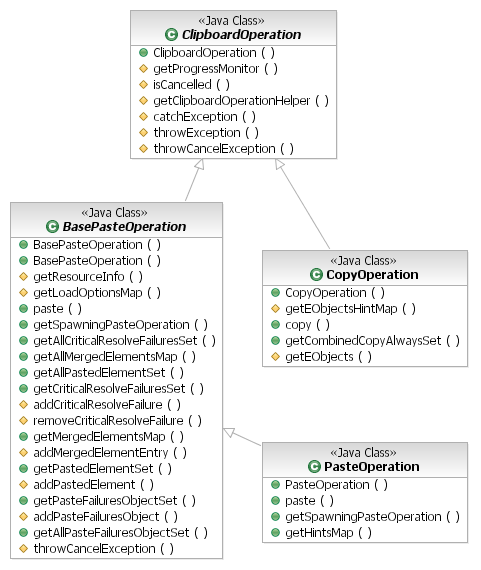 «Java Class»
C ClipboardOperation
ClipboardOperation ( )
getProgressMonitor ( )
isCancelled ( )
getClipboardOperationHelper ( )
catchException ( )
throwException ( )
throwCancelException ( )
«Java Class»
C BasePasteOperation
BasePasteOperation ( )
BasePasteOperation ( )
getResourceInfo ( )
getLoadOptionsMap ( )
paste ( )
getSpawningPasteOperation ( )
getAllCriticalResolveFailuresSet ( )
getAllMergedElementsMap ( )
getAllPastedElementSet ( )
getCriticalResolveFailuresSet ( )
addCriticalResolveFailure ( )
removeCriticalResolveFailure ( )
getMergedElementsMap ( )
addMergedElementEntry ( )
getPastedElementSet ( )
addPastedElement ( )
getPasteFailuresObjectSet ( )
addPasteFailuresObject ( )
getAllPasteFailuresObjectSet ( )
throwCancelException ( )
«Java Class»
C CopyOperation
CopyOperation ( )
getEObjectsHintMap ( )
copy ( )
getCombinedCopyAlwaysSet ( )
getEObjects ( )
«Java Class»
C PasteOperation
PasteOperation ( )
paste ( )
getSpawningPasteOperation ( )
getHintsMap ( )